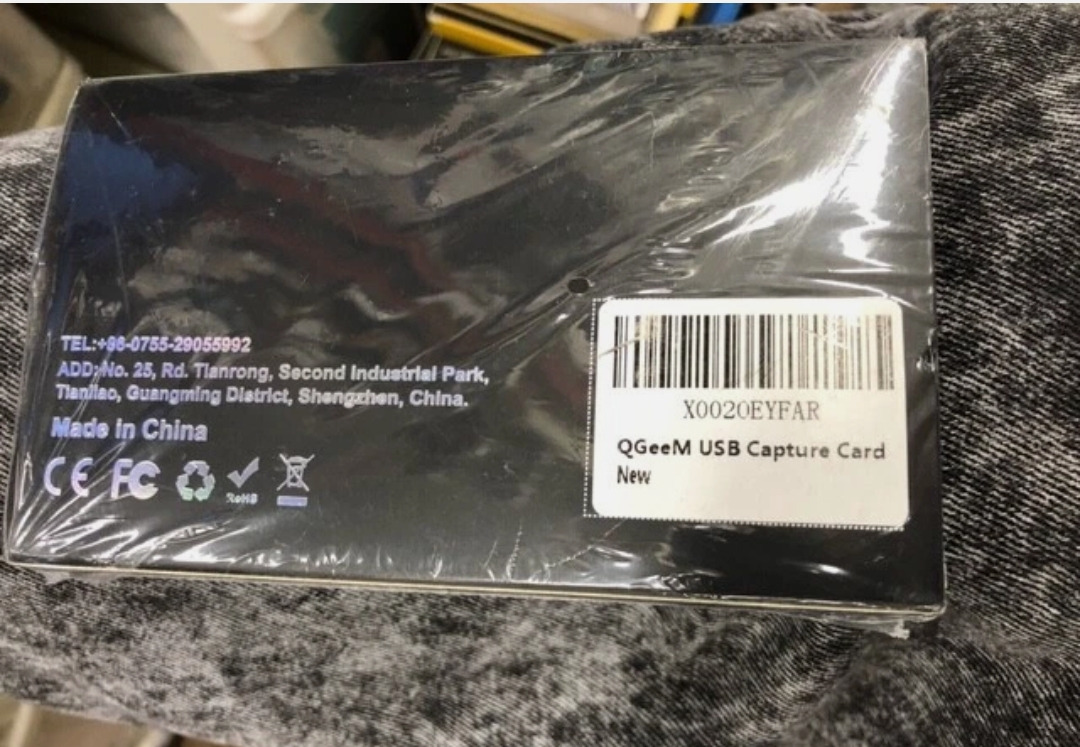 TEL:+86-0755-29055992
ADD:No. 25, Rd. Tianrong, Second Industrial Park,
Tianliao, Guangming District, Shengzhen, China.
Made in China
CE FC RoHS
X0020EYFAR
QGeeM USB Capture Card
New